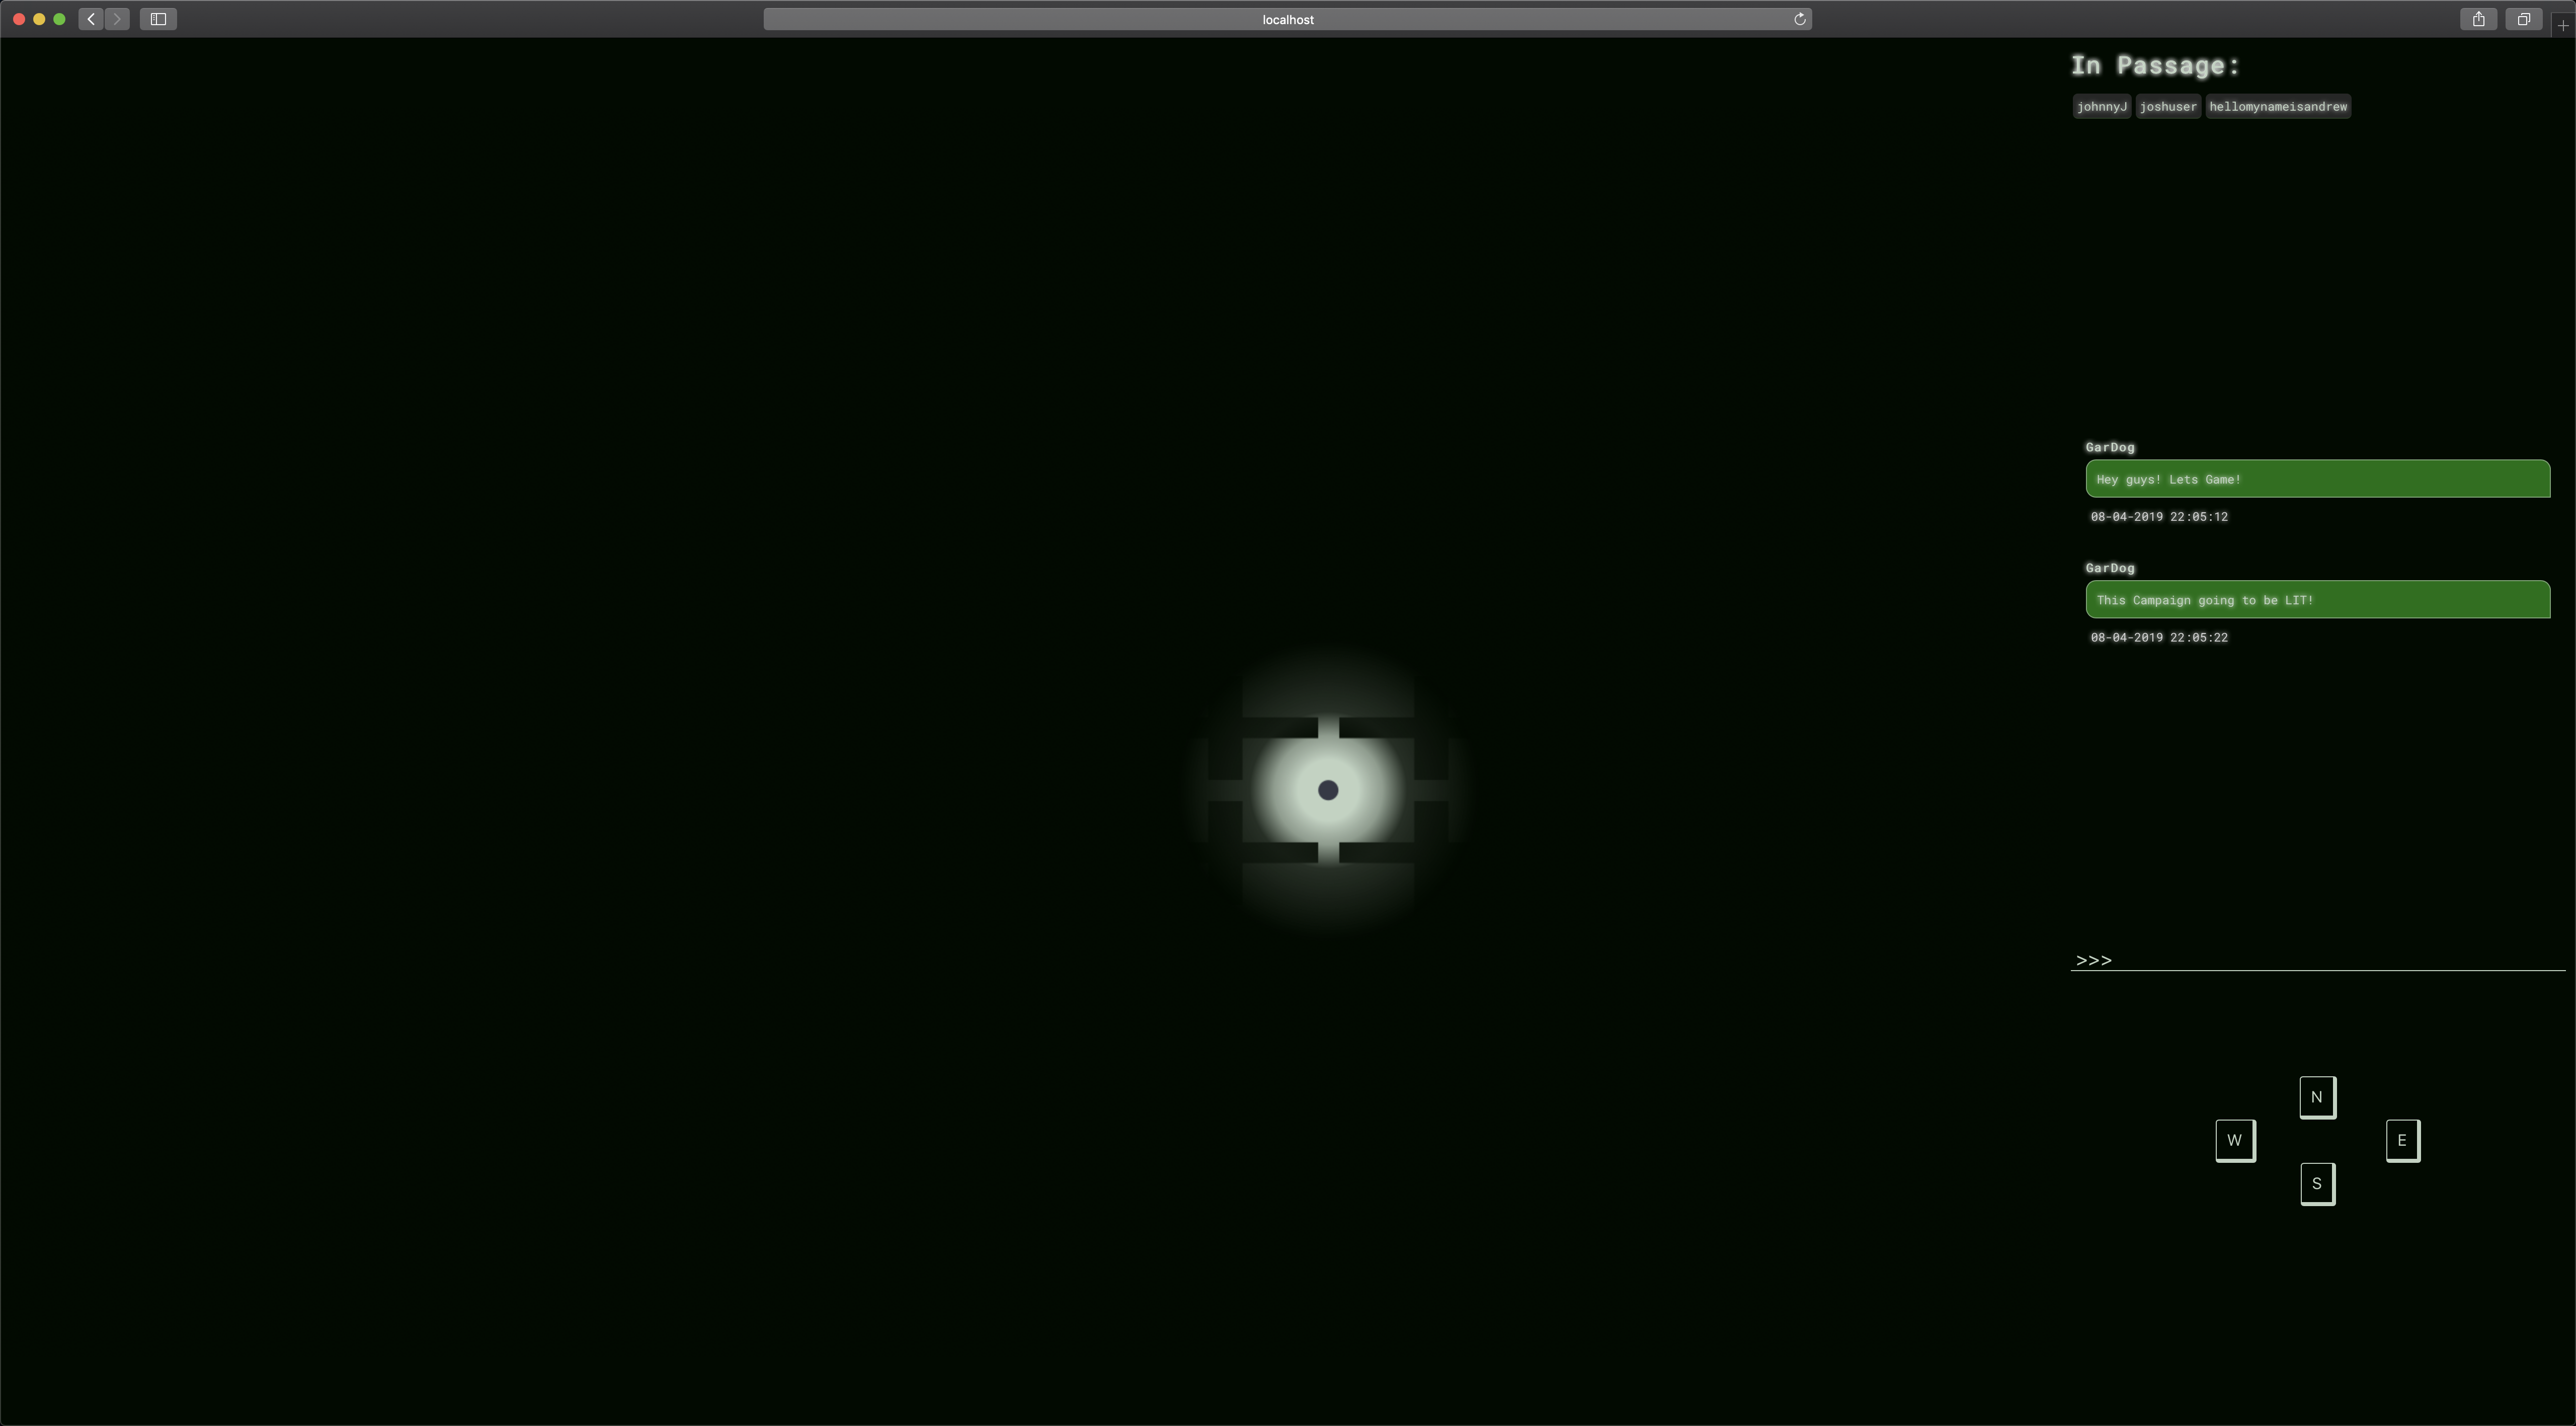 localhost
In Passage:
johnnyJ joshuser hellomynameisandrew
GarDog
Hey guys! Lets Game!
08-04-2019 22:05:12
GarDog
This Campaign going to be LIT!
08-04-2019 22:05:22
>>>
N
W E
S